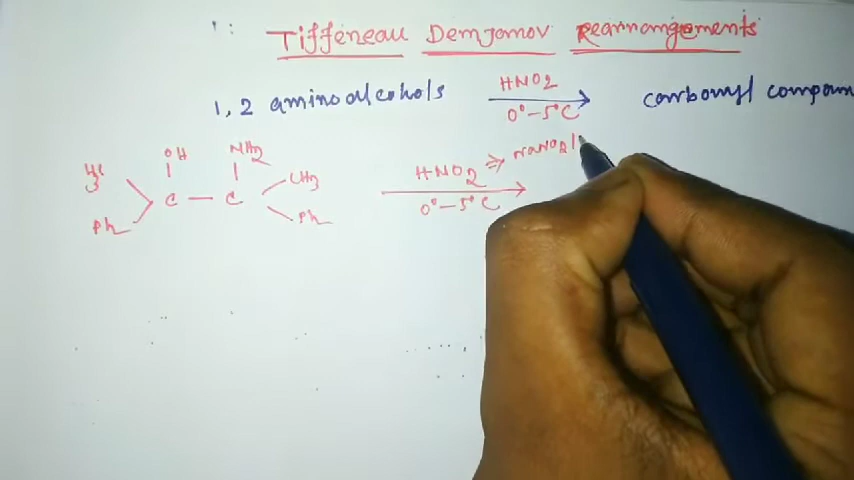 Tiffeneau Demjanov Rearrangements
HNO2
1,2 aminoalcohols → carbonyl compoun
0°-5°C
OH NH2
H3C CH3 HNO2 ⇒ NaNO2/
C — C →
Ph Ph 0°-5°C